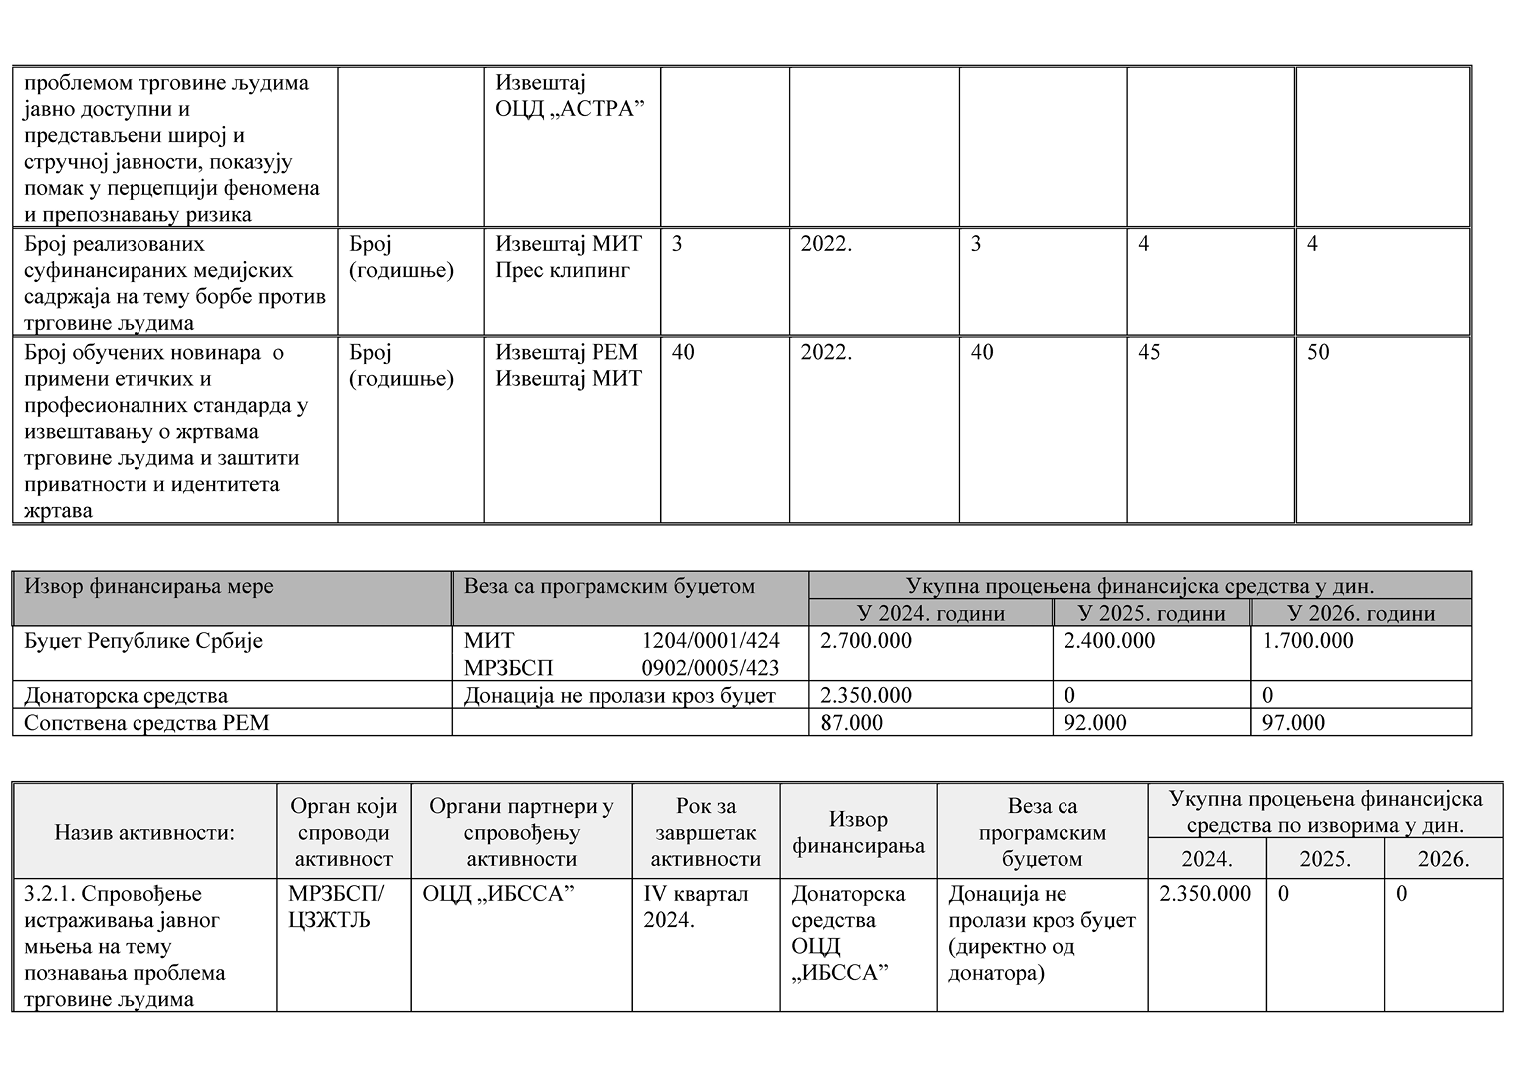 проблемом трговине људима
јавно доступни и
представљени широј и
стручној јавности, показују
помак у перцепцији феномена
и препознавању ризика
Извештај
ОЦД „АСТРА”
Број реализованих
суфинансираних медијских
садржаја на тему борбе против
трговине људима
Број
(годишње)
Извештај МИТ
Прес клипинг
3
2022.
3
4
4
Број обучених новинара  о
примени етичких и
професионалних стандарда у
извештавању о жртвама
трговине људима и заштити
приватности и идентитета
жртава
Број
(годишње)
Извештај РЕМ
Извештај МИТ
40
2022.
40
45
50
Извор финансирања мере
Веза са програмским буџетом
Укупна процењена финансијска средства у дин.
У 2024. години
У 2025. години
У 2026. години
Буџет Републике Србије
МИТ 1204/0001/424
МРЗБСП 0902/0005/423
2.700.000
2.400.000
1.700.000
Донаторска средства
Донација не пролази кроз буџет
2.350.000
0
0
Сопствена средства РЕМ
87.000
92.000
97.000
Назив активности:
Орган који
спроводи
активност
Органи партнери у
спровођењу
активности
Рок за
завршетак
активности
Извор
финансирања
Веза са
програмским
буџетом
Укупна процењена финансијска
средства по изворима у дин.
2024.
2025.
2026.
3.2.1. Спровођење
истраживања јавног
мњења на тему
познавања проблема
трговине људима
МРЗБСП/
ЦЗЖТЉ
ОЦД „ИБССА”
IV квартал
2024.
Донаторска
средства
ОЦД
„ИБССА”
Донација не
пролази кроз буџет
(директно од
донатора)
2.350.000
0
0